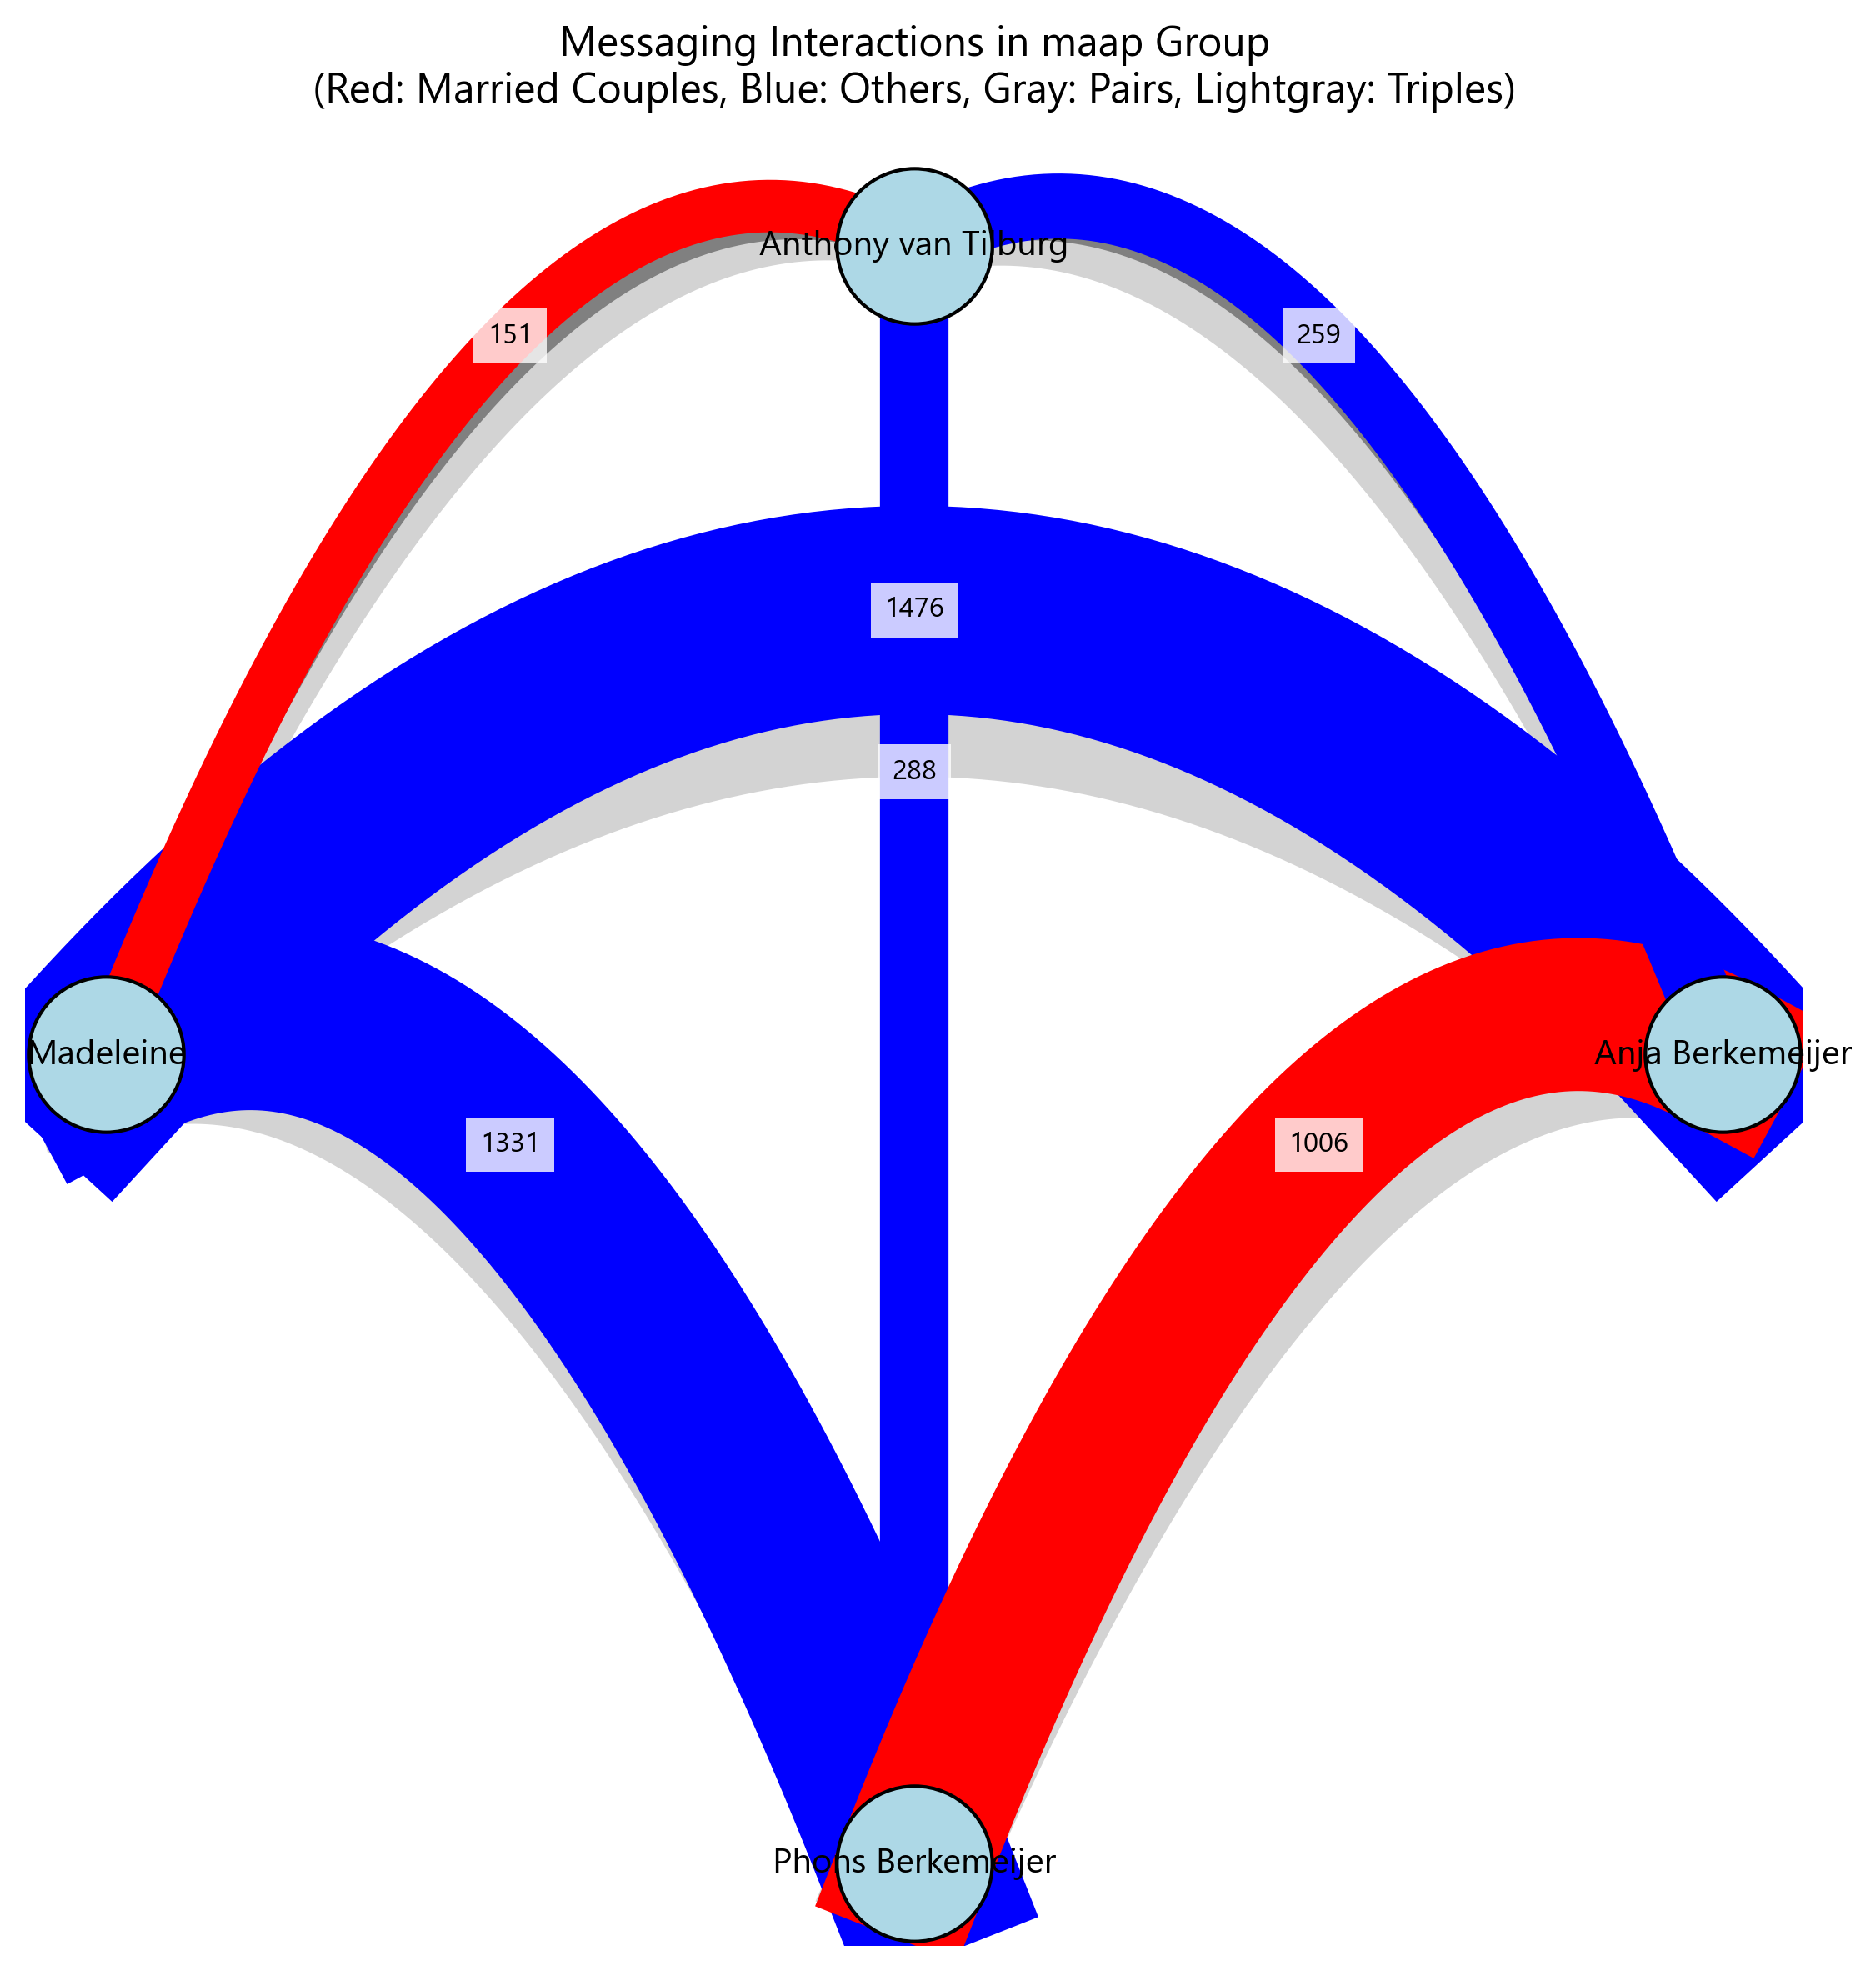 Messaging Interactions in maap Group
(Red: Married Couples, Blue: Others, Gray: Pairs, Lightgray: Triples)
Anthony van Tilburg
151
259
1476
288
Madeleine
Anja Berkemeijer
1331
1006
Phons Berkemeijer